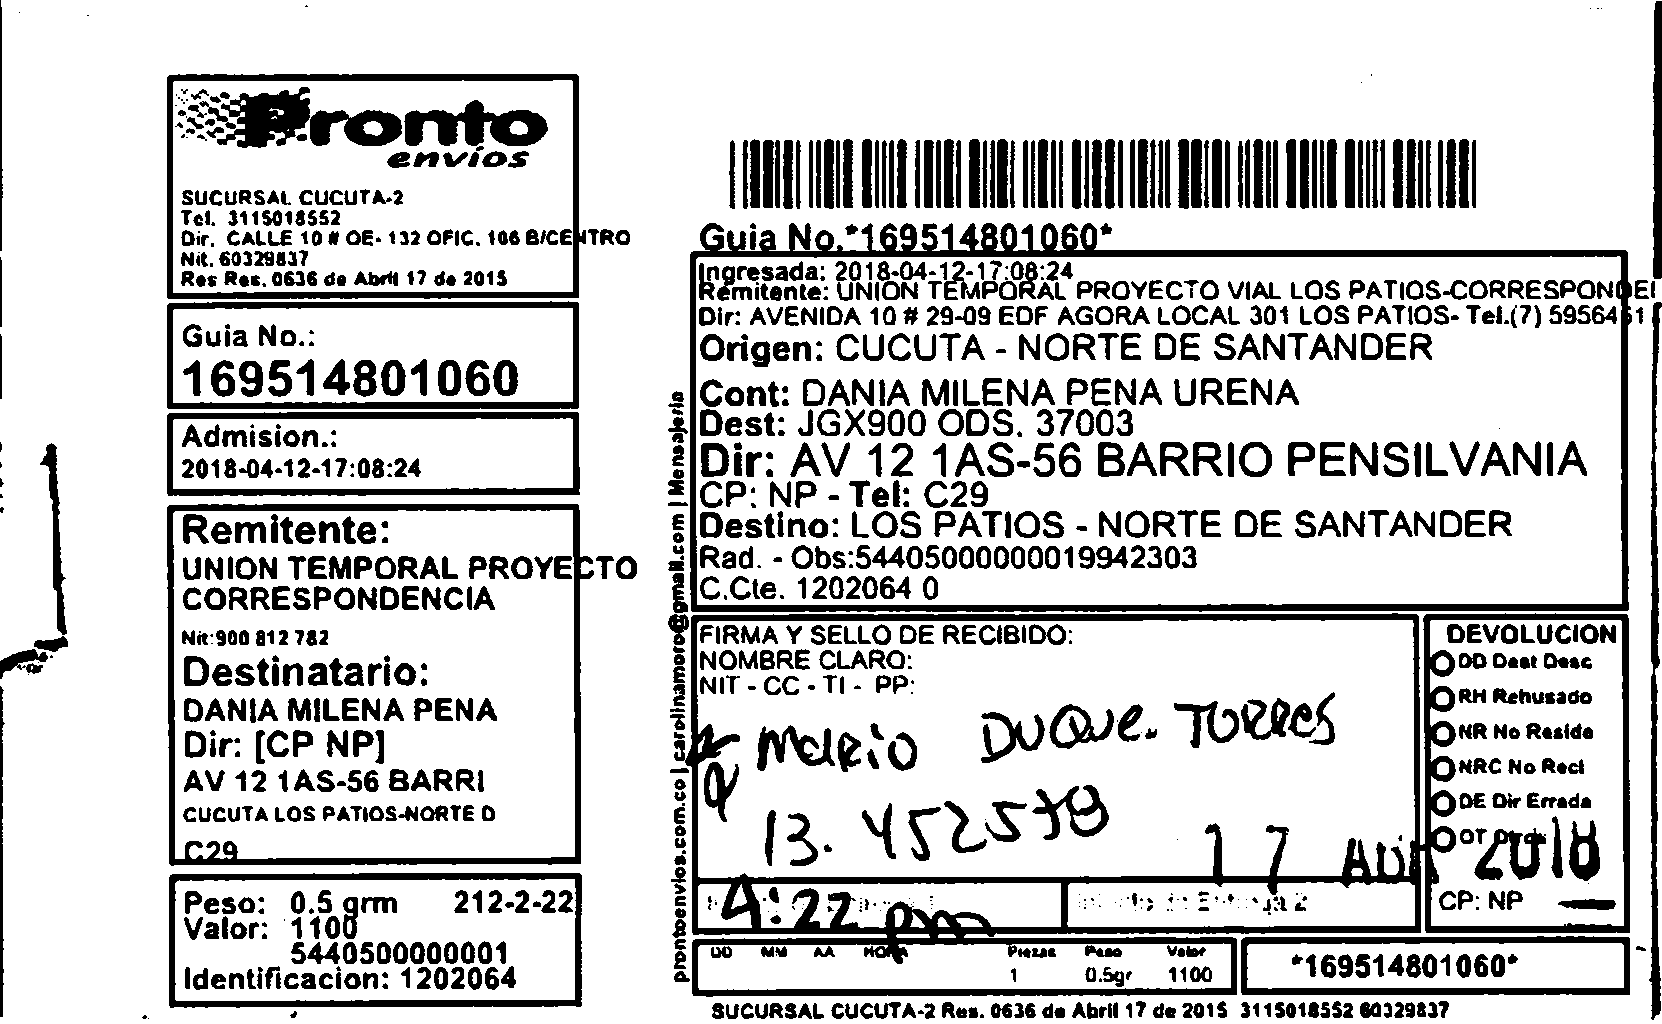 Pronto
envíos
SUCURSAL CUCUTA-2
Tel. 3115018552
Dir. CALLE 10 # OE- 132 OFIC. 106 B/CENTRO
Nit. 60329837
Res Res. 0636 de Abril 17 de 2015
Guia No.:
169514801060
Admision.:
2018-04-12-17:08:24
Remitente:
UNION TEMPORAL PROYECTO
CORRESPONDENCIA
Nit:900 812 782
Destinatario:
DANIA MILENA PENA
Dir: [CP NP]
AV 12 1AS-56 BARRI
CUCUTA LOS PATIOS-NORTE D
C29
Peso: 0.5 grm 212-2-22
Valor: 1100
5440500000001
Identificacion: 1202064
prontoenvios.com.co | carolinamoro@gmail.com | Mensajeria
Guia No.*169514801060*
Ingresada: 2018-04-12-17:08:24
Remitente: UNION TEMPORAL PROYECTO VIAL LOS PATIOS-CORRESPONDE
Dir: AVENIDA 10 # 29-09 EDF AGORA LOCAL 301 LOS PATIOS- Tel.(7) 5956461
Origen: CUCUTA - NORTE DE SANTANDER
Cont: DANIA MILENA PENA URENA
Dest: JGX900 ODS. 37003
Dir: AV 12 1AS-56 BARRIO PENSILVANIA
CP: NP - Tel: C29
Destino: LOS PATIOS - NORTE DE SANTANDER
Rad. - Obs:54405000000019942303
C.Cte. 1202064 0
FIRMA Y SELLO DE RECIBIDO:
NOMBRE CLARO:
NIT - CC - TI - PP:
Mario DUQUE. TORRES
13. 452578
17 2018
4:22 pm
DEVOLUCION
DD Dest Desc
RH Rehusado
NR No Reside
NRC No Recl
DE Dir Errada
OT Otros
CP: NP
DD MM AA HORA Piezas Peso Valor
1 0.5gr 1100
*169514801060*
SUCURSAL CUCUTA-2 Res. 0636 de Abril 17 de 2015 3115018552 60329837